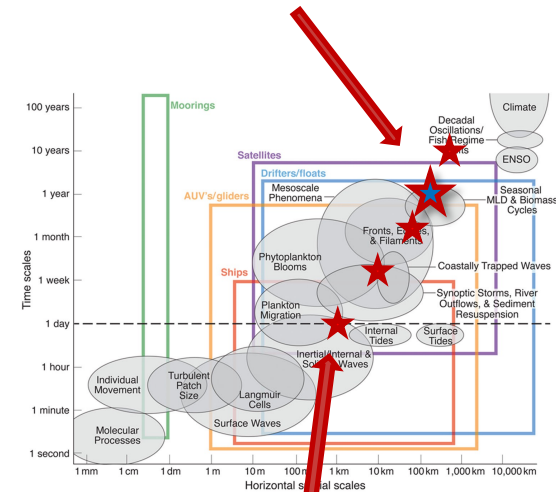 100 years
10 years
1 year
1 month
1 week
1 day
1 hour
1 minute
1 second
Time scales
Moorings
Satellites
Drifters/floats
AUV's/gliders
Ships
Climate
Decadal
Oscillations/
ENSO
Mesoscale
Phenomena
Seasonal
MLD & Biomass
Cycles
Fronts,
& Filaments
Phytoplankton
Blooms
Coastally Trapped Waves
Synoptic Storms, River
Outflows, & Sediment
Resuspension
Plankton
Migration
Internal
Tides
Surface
Tides
Inertial/Internal &
Waves
Individual
Movement
Turbulent
Patch
Size
Langmuir
Cells
Surface Waves
Molecular
Processes
1 mm 1 cm 1 dm 1 m 10 m 1 km 10 km 100 km 1,000 km 10,000 km
Horizontal scales